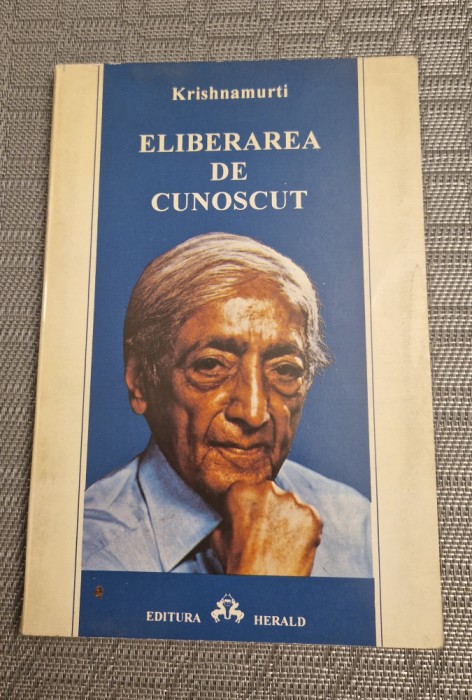 Krishnamurti
ELIBERAREA
DE
CUNOSCUT
EDITURA HERALD